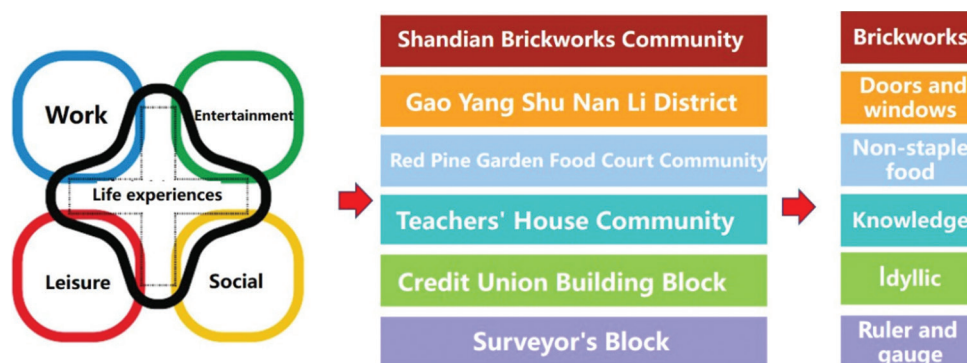 Work
Entertainment
Life experiences
Leisure
Social
Shandian Brickworks Community
Gao Yang Shu Nan Li District
Red Pine Garden Food Court Community
Teachers' House Community
Credit Union Building Block
Surveyor's Block
Brickworks
Doors and
windows
Non-staple
food
Knowledge
Idyllic
Ruler and
gauge